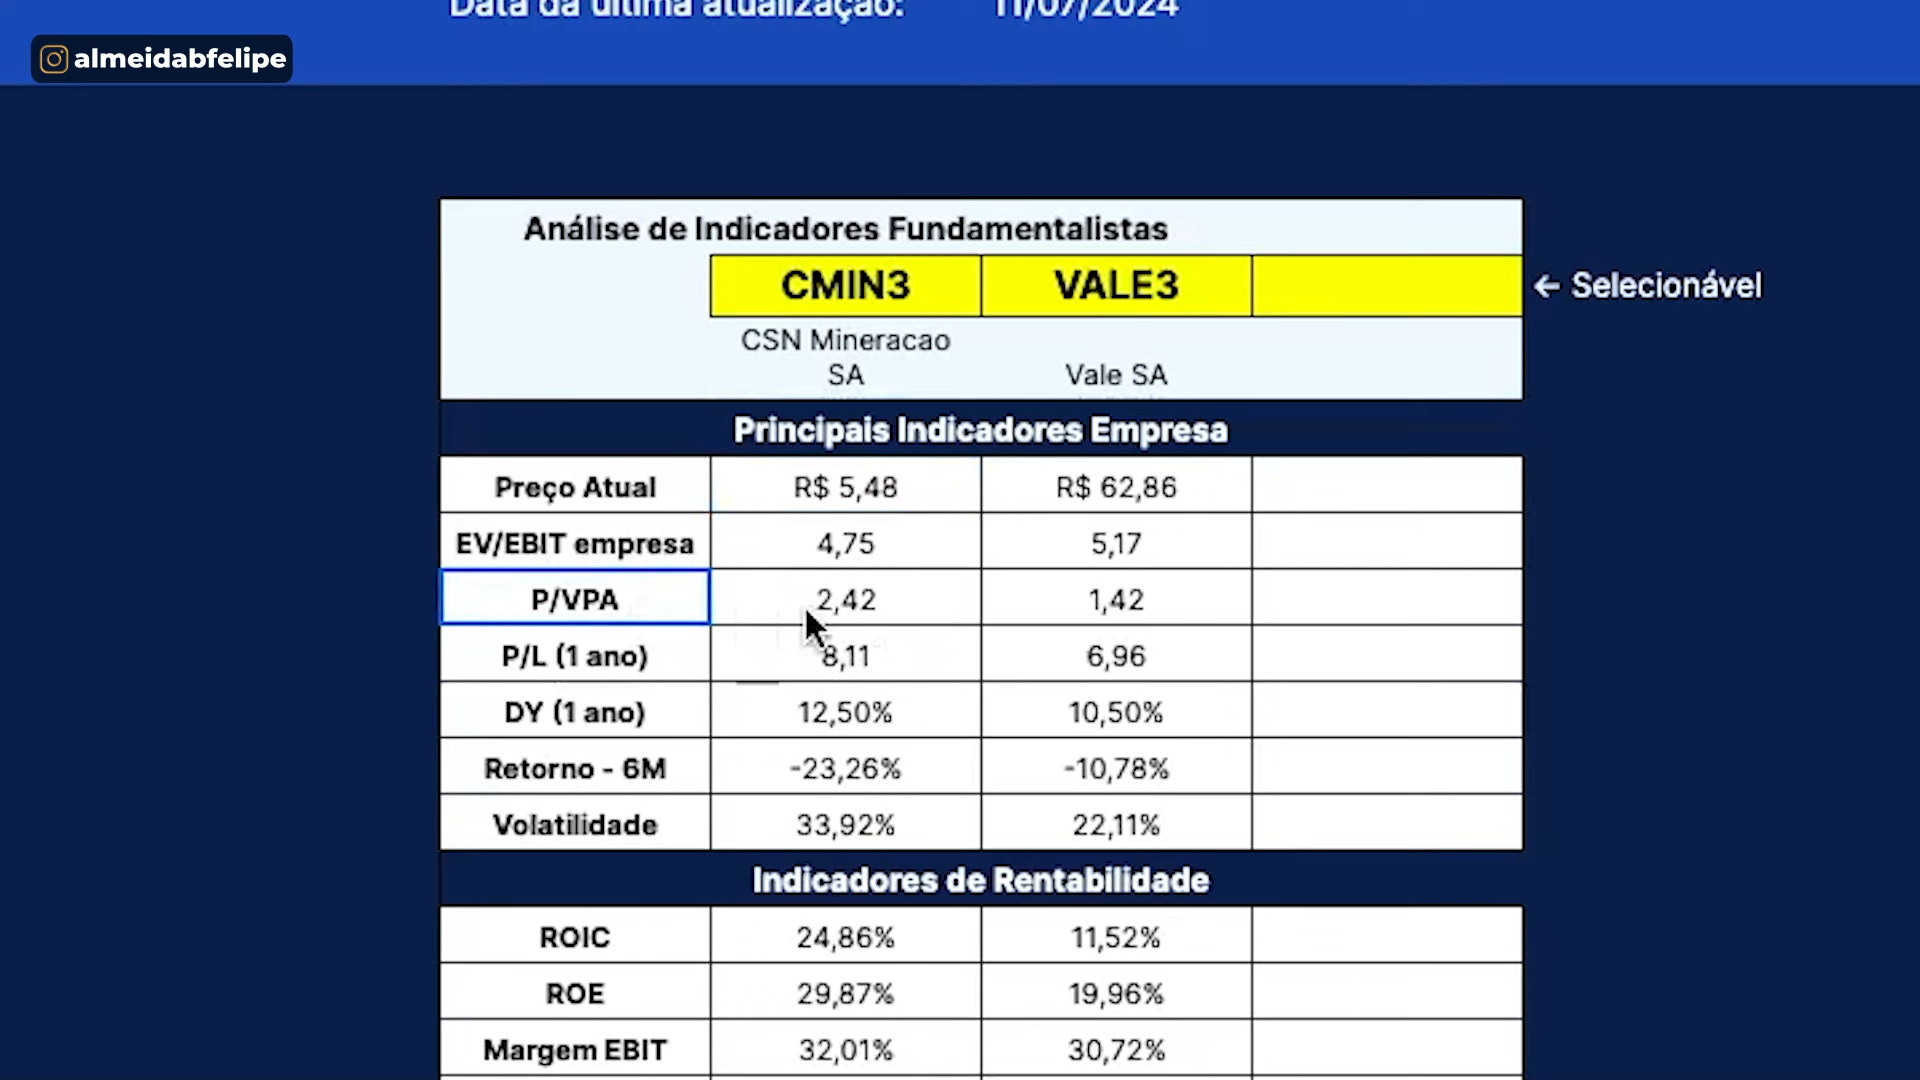 Data da última atualização: 11/07/2024
almeidabfelipe
Análise de Indicadores Fundamentalistas
CMIN3 VALE3
← Selecionável
CSN Mineracao
SA Vale SA
Principais Indicadores Empresa
Preço Atual R$ 5,48 R$ 62,86
EV/EBIT empresa 4,75 5,17
P/VPA 2,42 1,42
P/L (1 ano) 8,11 6,96
DY (1 ano) 12,50% 10,50%
Retorno - 6M -23,26% -10,78%
Volatilidade 33,92% 22,11%
Indicadores de Rentabilidade
ROIC 24,86% 11,52%
ROE 29,87% 19,96%
Margem EBIT 32,01% 30,72%